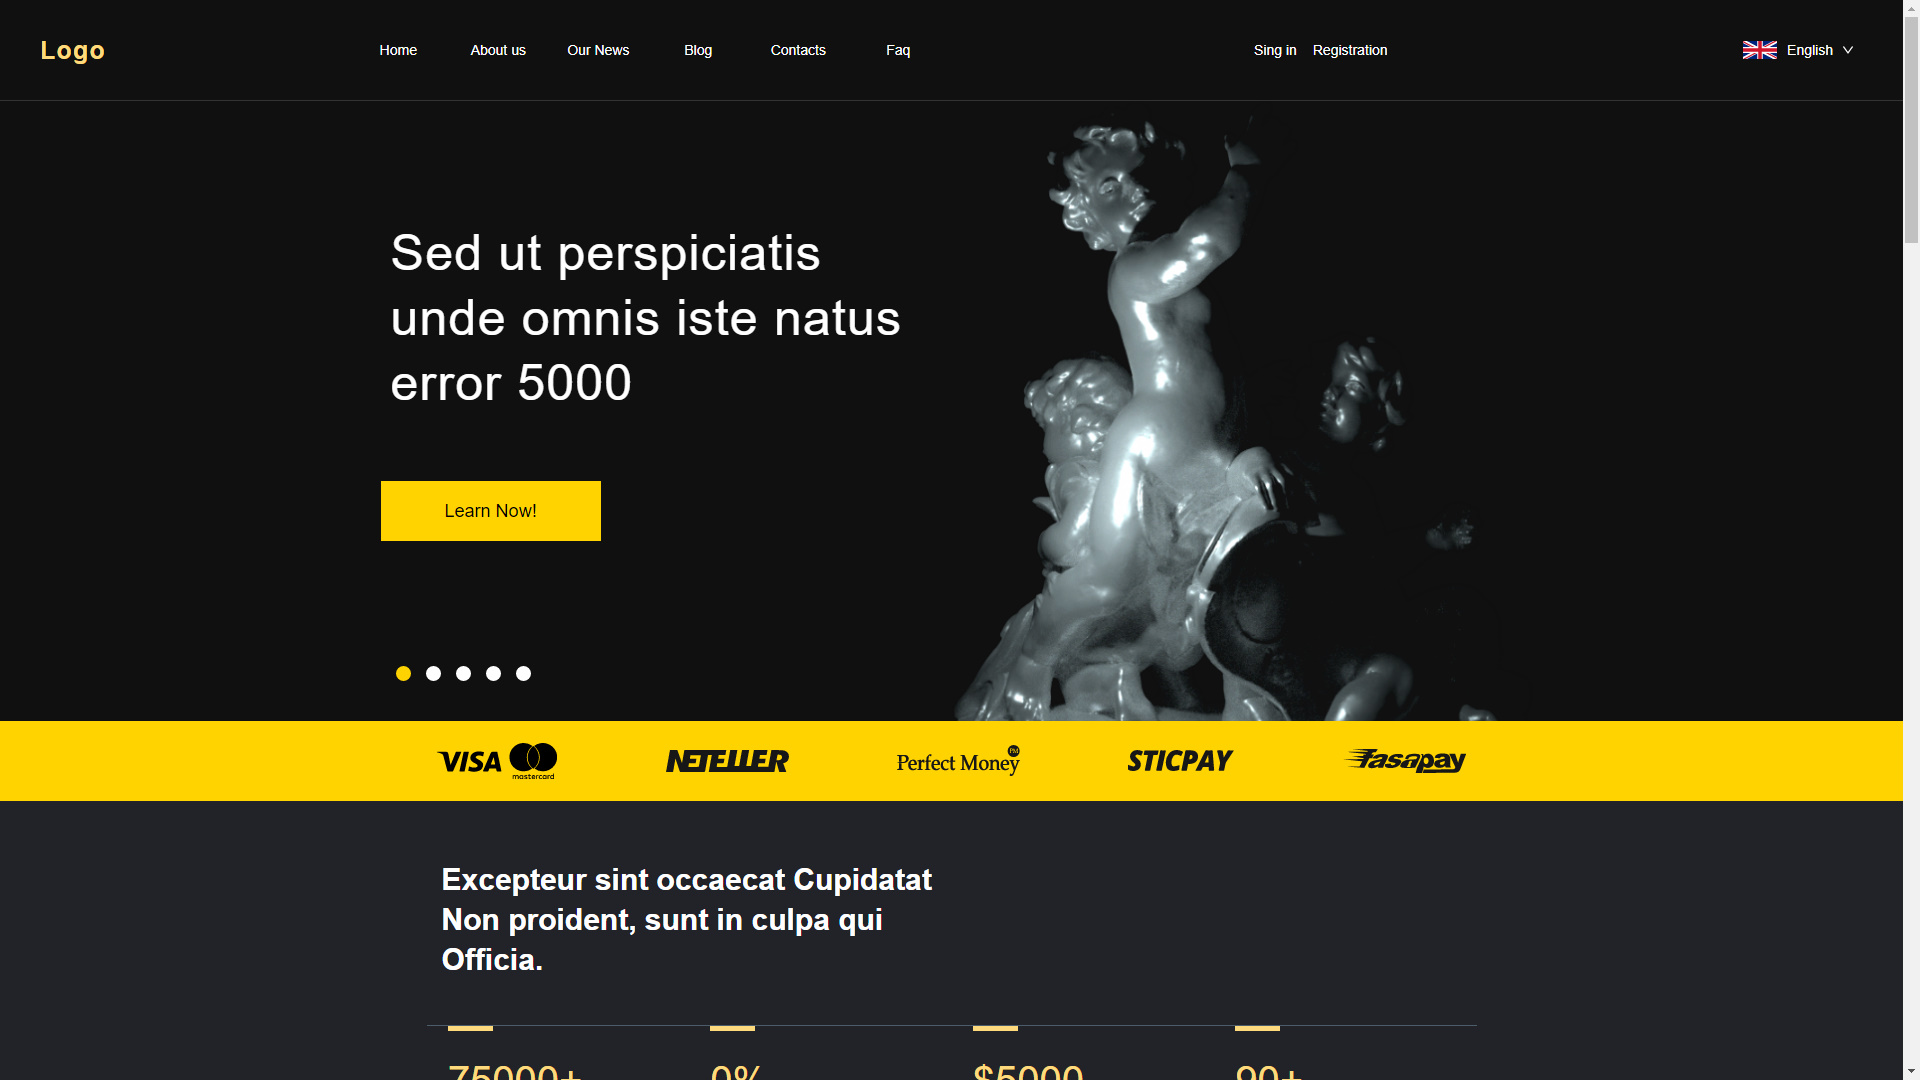 Logo
Home
About us
Our News
Blog
Contacts
Faq
Sing in
Registration
English
Sed ut perspiciatis
unde omnis iste natus
error 5000
Learn Now!
VISA
mastercard
NETELLER
Perfect Money PM
STICPAY
fasapay
Excepteur sint occaecat Cupidatat
Non proident, sunt in culpa qui
Officia.
75000+
0%
$5000
90+